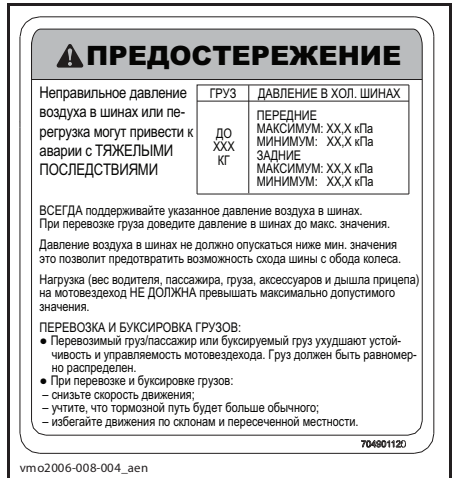 ПРЕДОСТЕРЕЖЕНИЕ
Неправильное давление
воздуха в шинах или пе-
регрузка могут привести к
аварии с ТЯЖЕЛЫМИ
ПОСЛЕДСТВИЯМИ
ГРУЗ
ДАВЛЕНИЕ В ХОЛ. ШИНАХ
ДО
XXX
КГ
ПЕРЕДНИЕ
МАКСИМУМ: XX,X кПа
МИНИМУМ: XX,X кПа
ЗАДНИЕ
МАКСИМУМ: XX,X кПа
МИНИМУМ: XX,X кПа
ВСЕГДА поддерживайте указанное давление воздуха в шинах.
При перевозке груза доведите давление в шинах до макс. значения.
Давление воздуха в шинах не должно опускаться ниже мин. значения
это позволит предотвратить возможность схода шины с обода колеса.
Нагрузка (вес водителя, пассажира, груза, аксессуаров и дышла прицепа)
на мотовездеход НЕ ДОЛЖНА превышать максимально допустимого
значения.
ПЕРЕВОЗКА И БУКСИРОВКА ГРУЗОВ:
● Перевозимый груз/пассажир или буксируемый груз ухудшают устой-
чивость и управляемость мотовездехода. Груз должен быть равномер-
но распределен.
● При перевозке и буксировке грузов:
– снизьте скорость движения;
– учтите, что тормозной путь будет больше обычного;
– избегайте движения по склонам и пересеченной местности.
704901120
vmo2006-008-004_aen